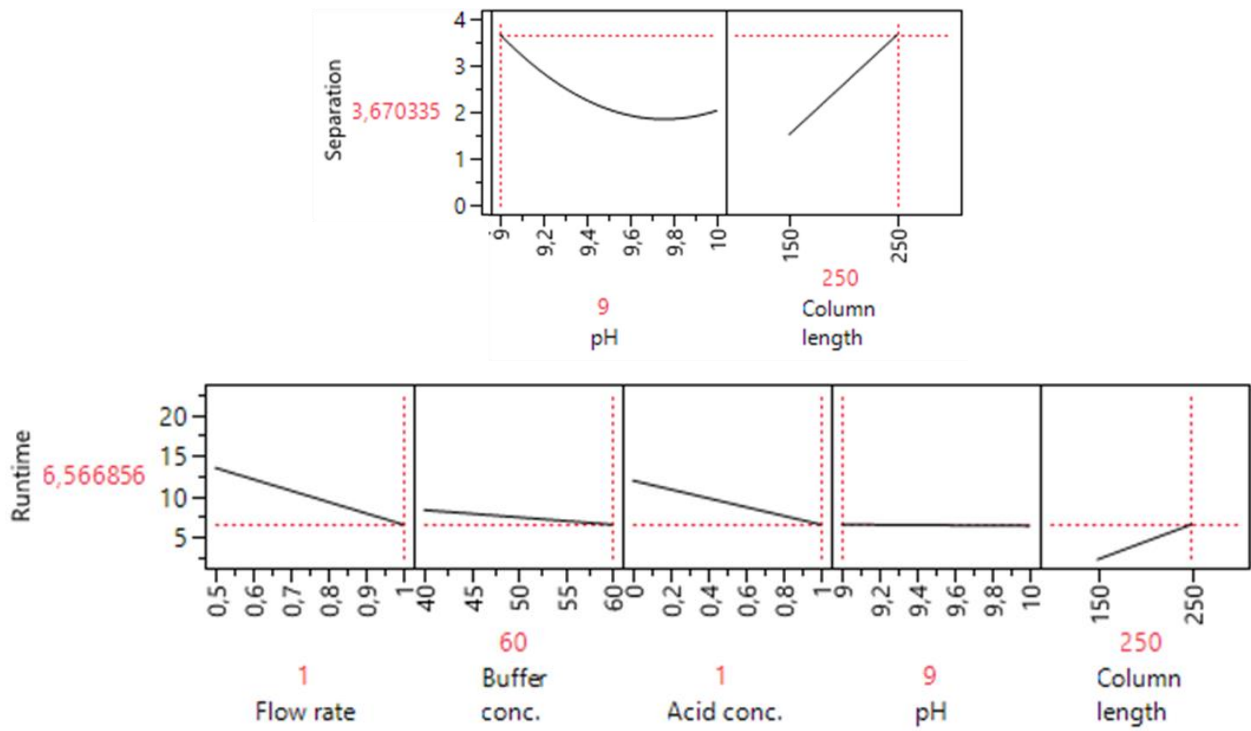 4
3
2
1
0
Separation
3,670335
9 9,2 9,4 9,6 9,8 10 150 250
9
pH
250
Column
length
20
15
10
5
Runtime
6,566856
0,5 0,6 0,7 0,8 0,9 1 40 45 50 55 60 0 0,2 0,4 0,6 0,8 1 9 9,2 9,4 9,6 9,8 10 150 250
1
Flow rate
60
Buffer
conc.
1
Acid conc.
9
pH
250
Column
length